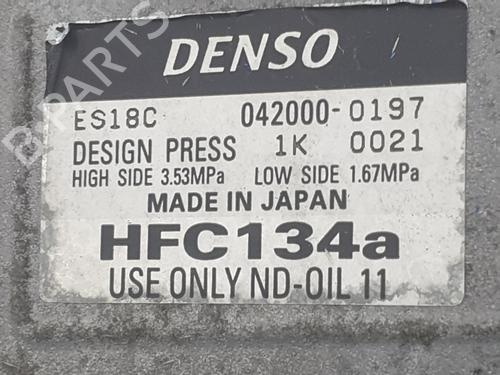 DENSO
ES18C 042000-0197
DESIGN PRESS 1K 0021
HIGH SIDE 3.53MPa LOW SIDE 1.67MPa
MADE IN JAPAN
HFC134a
USE ONLY ND-OIL 11
B-PARTS